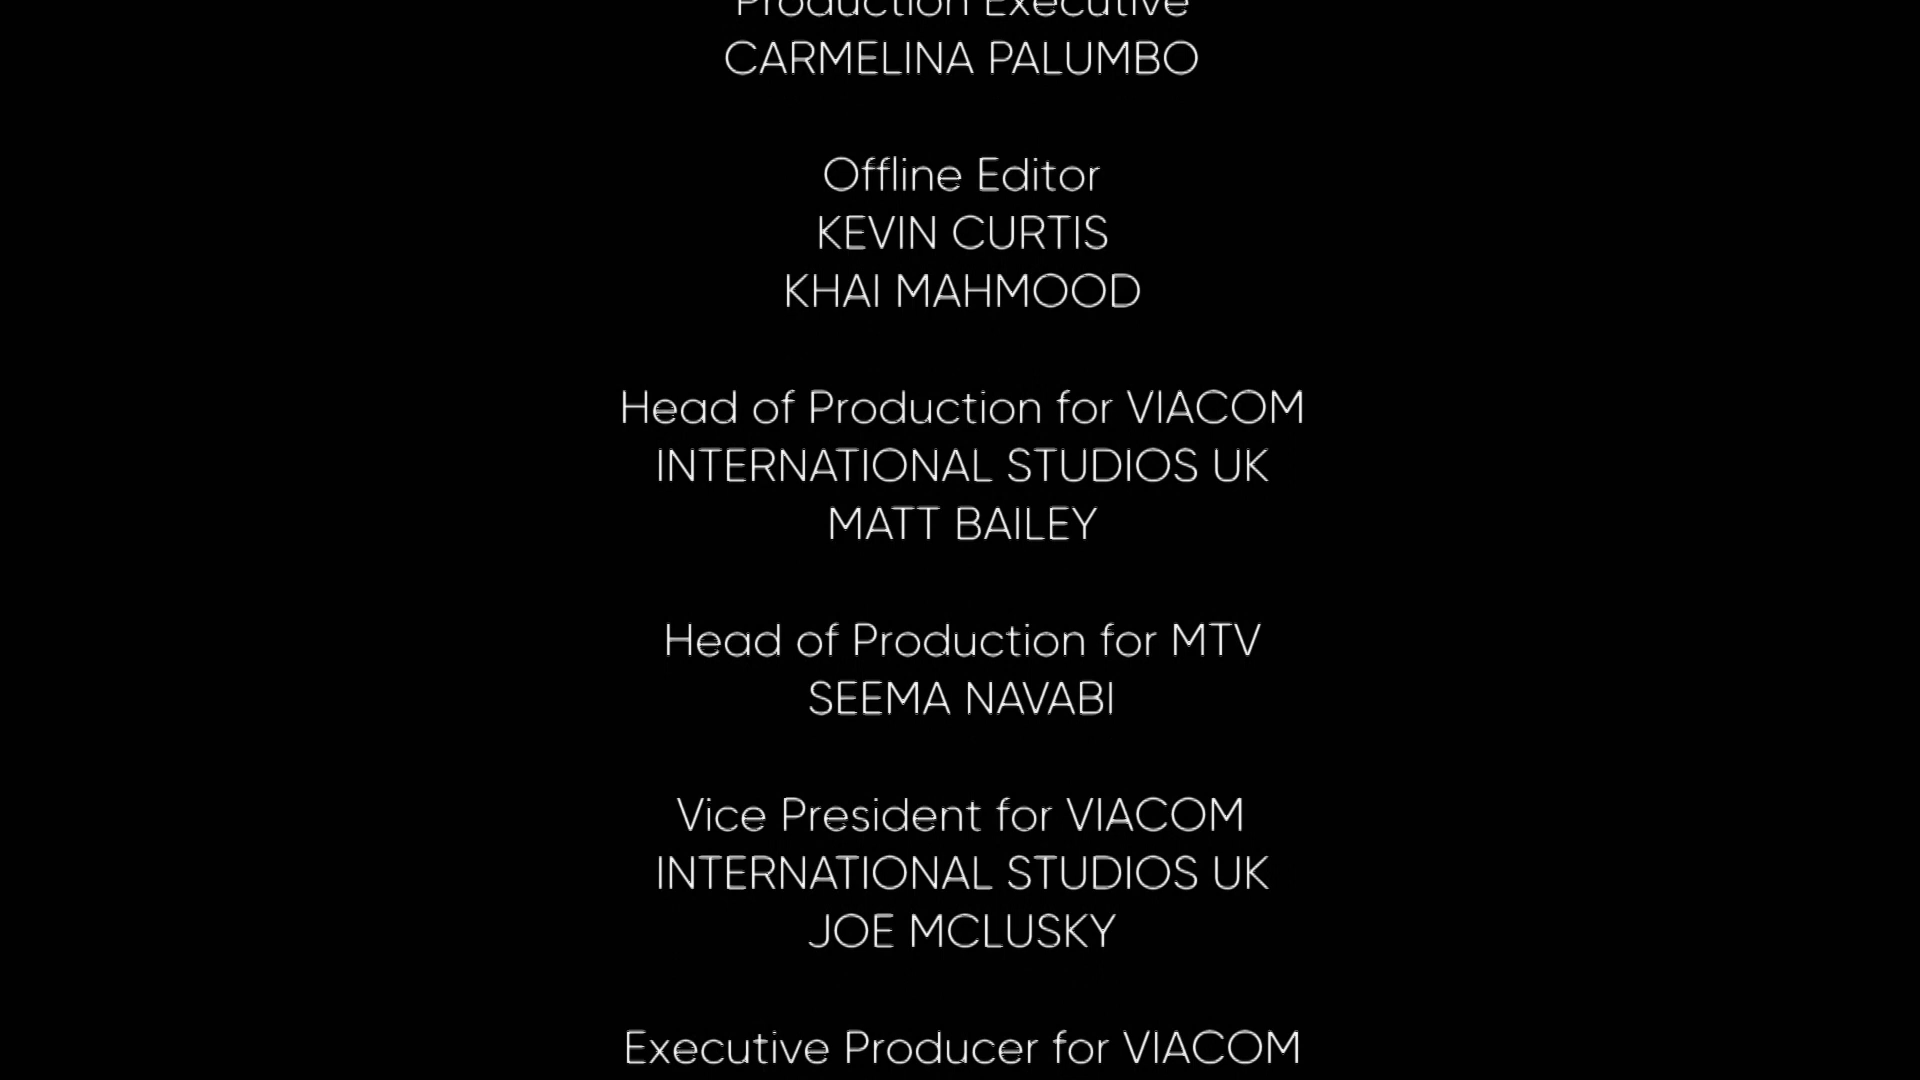 Production Executive
CARMELINA PALUMBO
Offline Editor
KEVIN CURTIS
KHAI MAHMOOD
Head of Production for VIACOM
INTERNATIONAL STUDIOS UK
MATT BAILEY
Head of Production for MTV
SEEMA NAVABI
Vice President for VIACOM
INTERNATIONAL STUDIOS UK
JOE MCLUSKY
Executive Producer for VIACOM